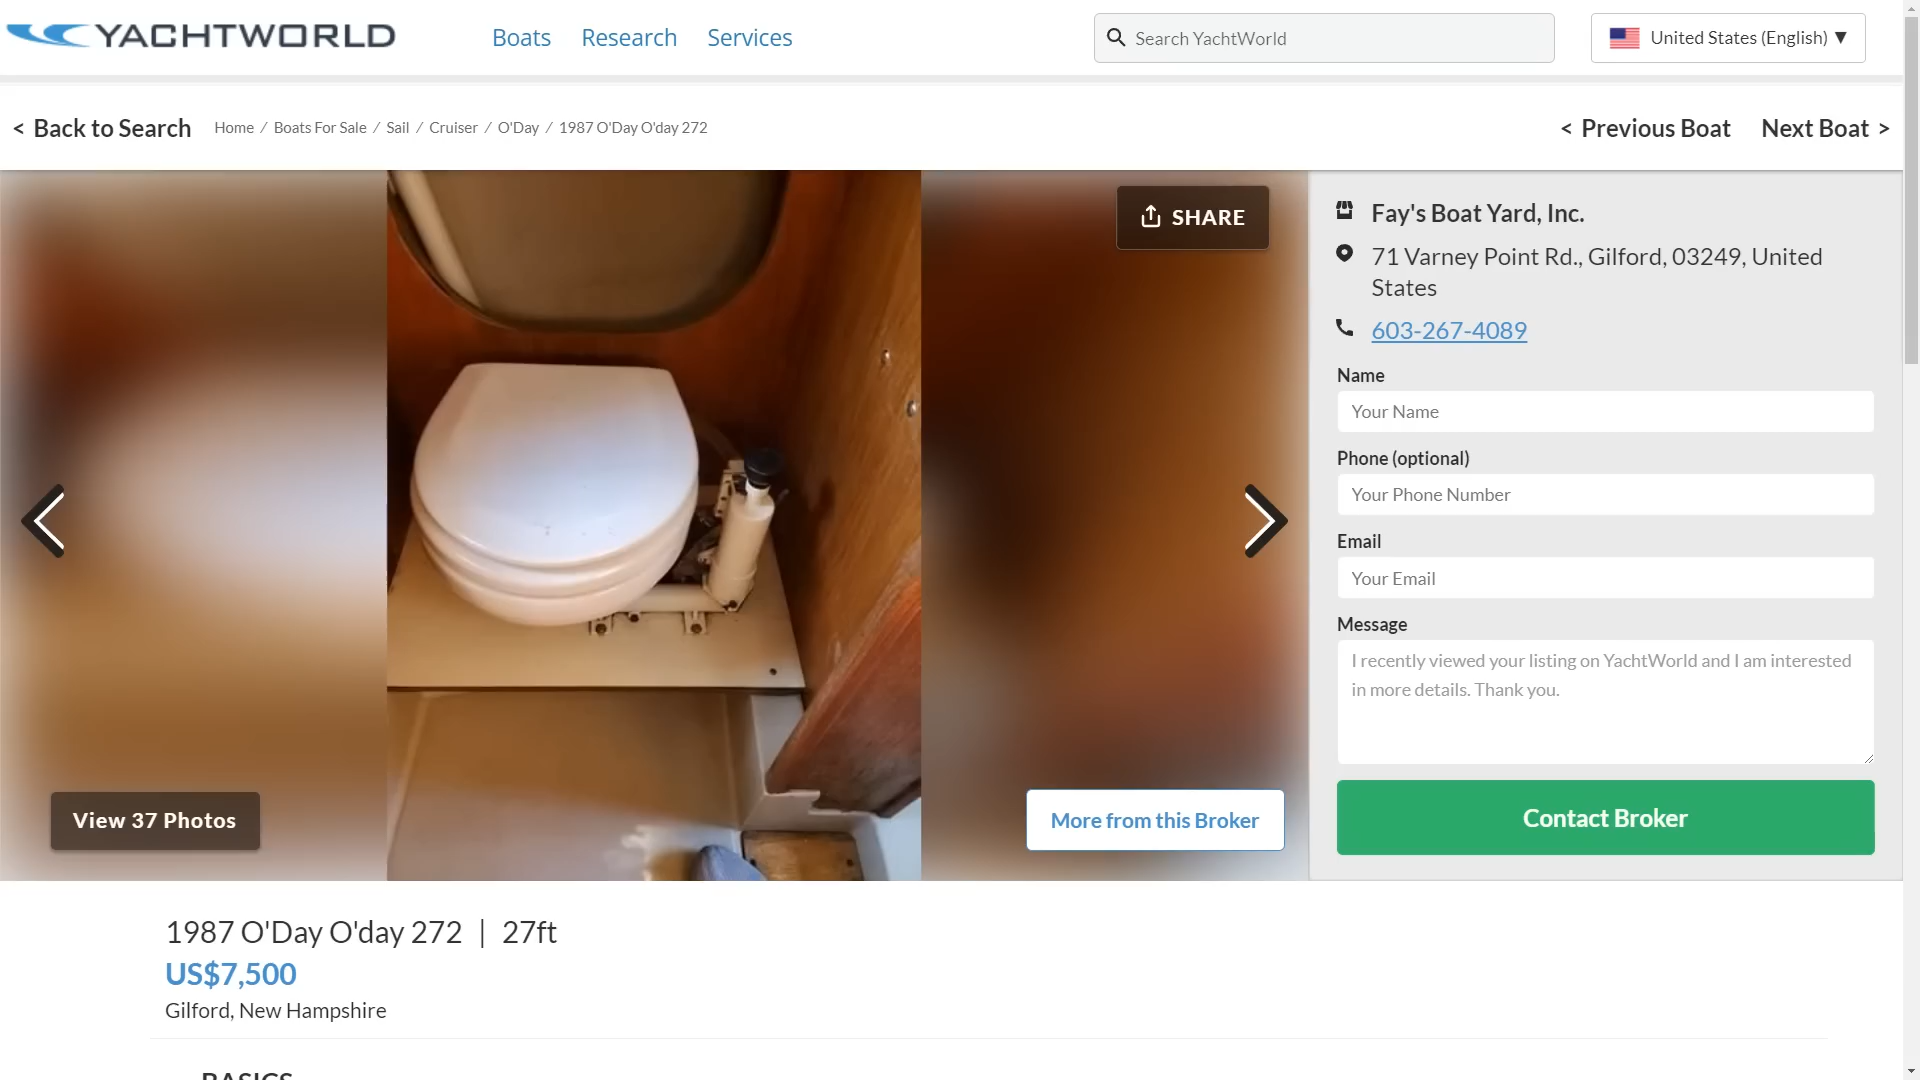 YACHTWORLD
Boats Research Services
Search YachtWorld
United States (English) ▼
< Back to Search
Home / Boats For Sale / Sail / Cruiser / O'Day / 1987 O'Day O'day 272
< Previous Boat
Next Boat >
SHARE
View 37 Photos
More from this Broker
Fay's Boat Yard, Inc.
71 Varney Point Rd., Gilford, 03249, United
States
603-267-4089
Name
Your Name
Phone (optional)
Your Phone Number
Email
Your Email
Message
I recently viewed your listing on YachtWorld and I am interested
in more details. Thank you.
Contact Broker
1987 O'Day O'day 272 | 27ft
US$7,500
Gilford, New Hampshire
BASICS